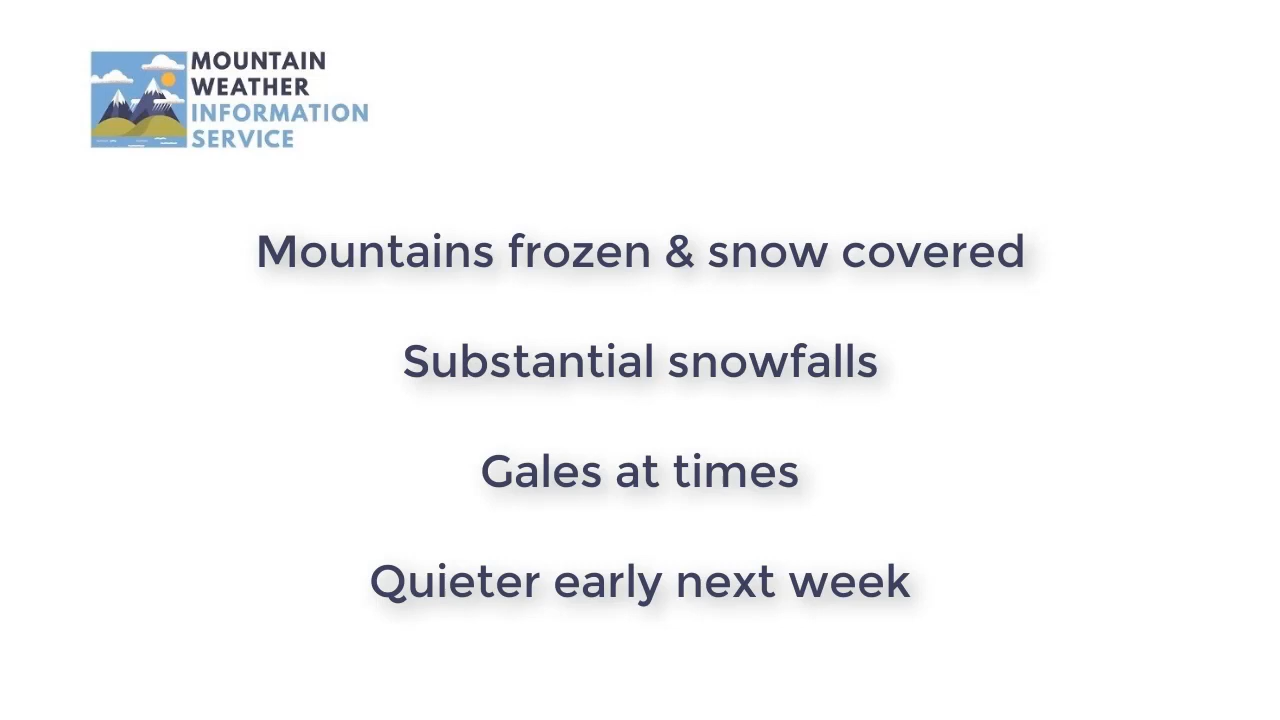 MOUNTAIN
WEATHER
INFORMATION
SERVICE
Mountains frozen & snow covered
Substantial snowfalls
Gales at times
Quieter early next week